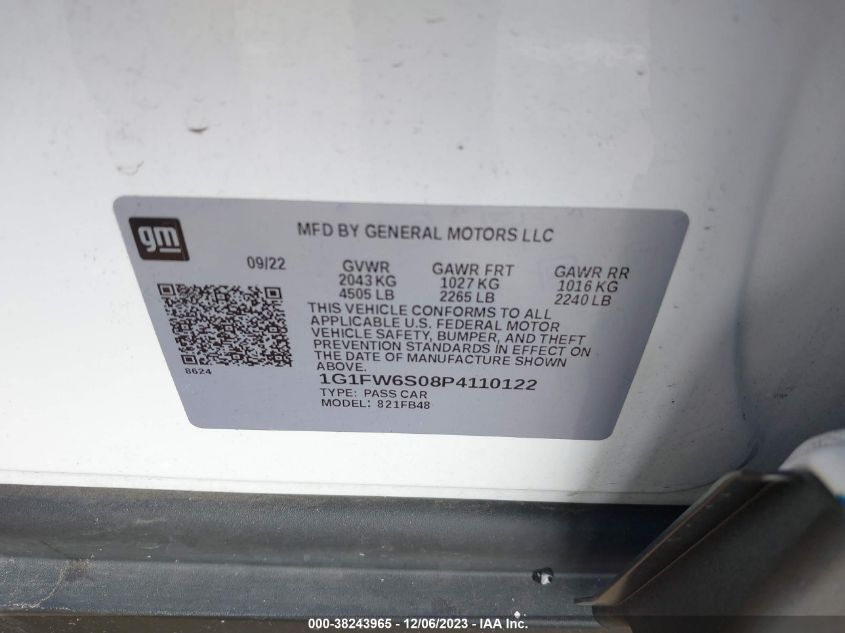 gm
MFD BY GENERAL MOTORS LLC
09/22
GVWR GAWR FRT GAWR RR
2043 KG 1027 KG 1016 KG
4505 LB 2265 LB 2240 LB
THIS VEHICLE CONFORMS TO ALL
APPLICABLE U.S. FEDERAL MOTOR
VEHICLE SAFETY, BUMPER, AND THEFT
PREVENTION STANDARDS IN EFFECT ON
THE DATE OF MANUFACTURE SHOWN
ABOVE.
8624
1G1FW6S08P4110122
TYPE: PASS CAR
MODEL: 821FB48
000-38243965 - 12/06/2023 - IAA Inc.